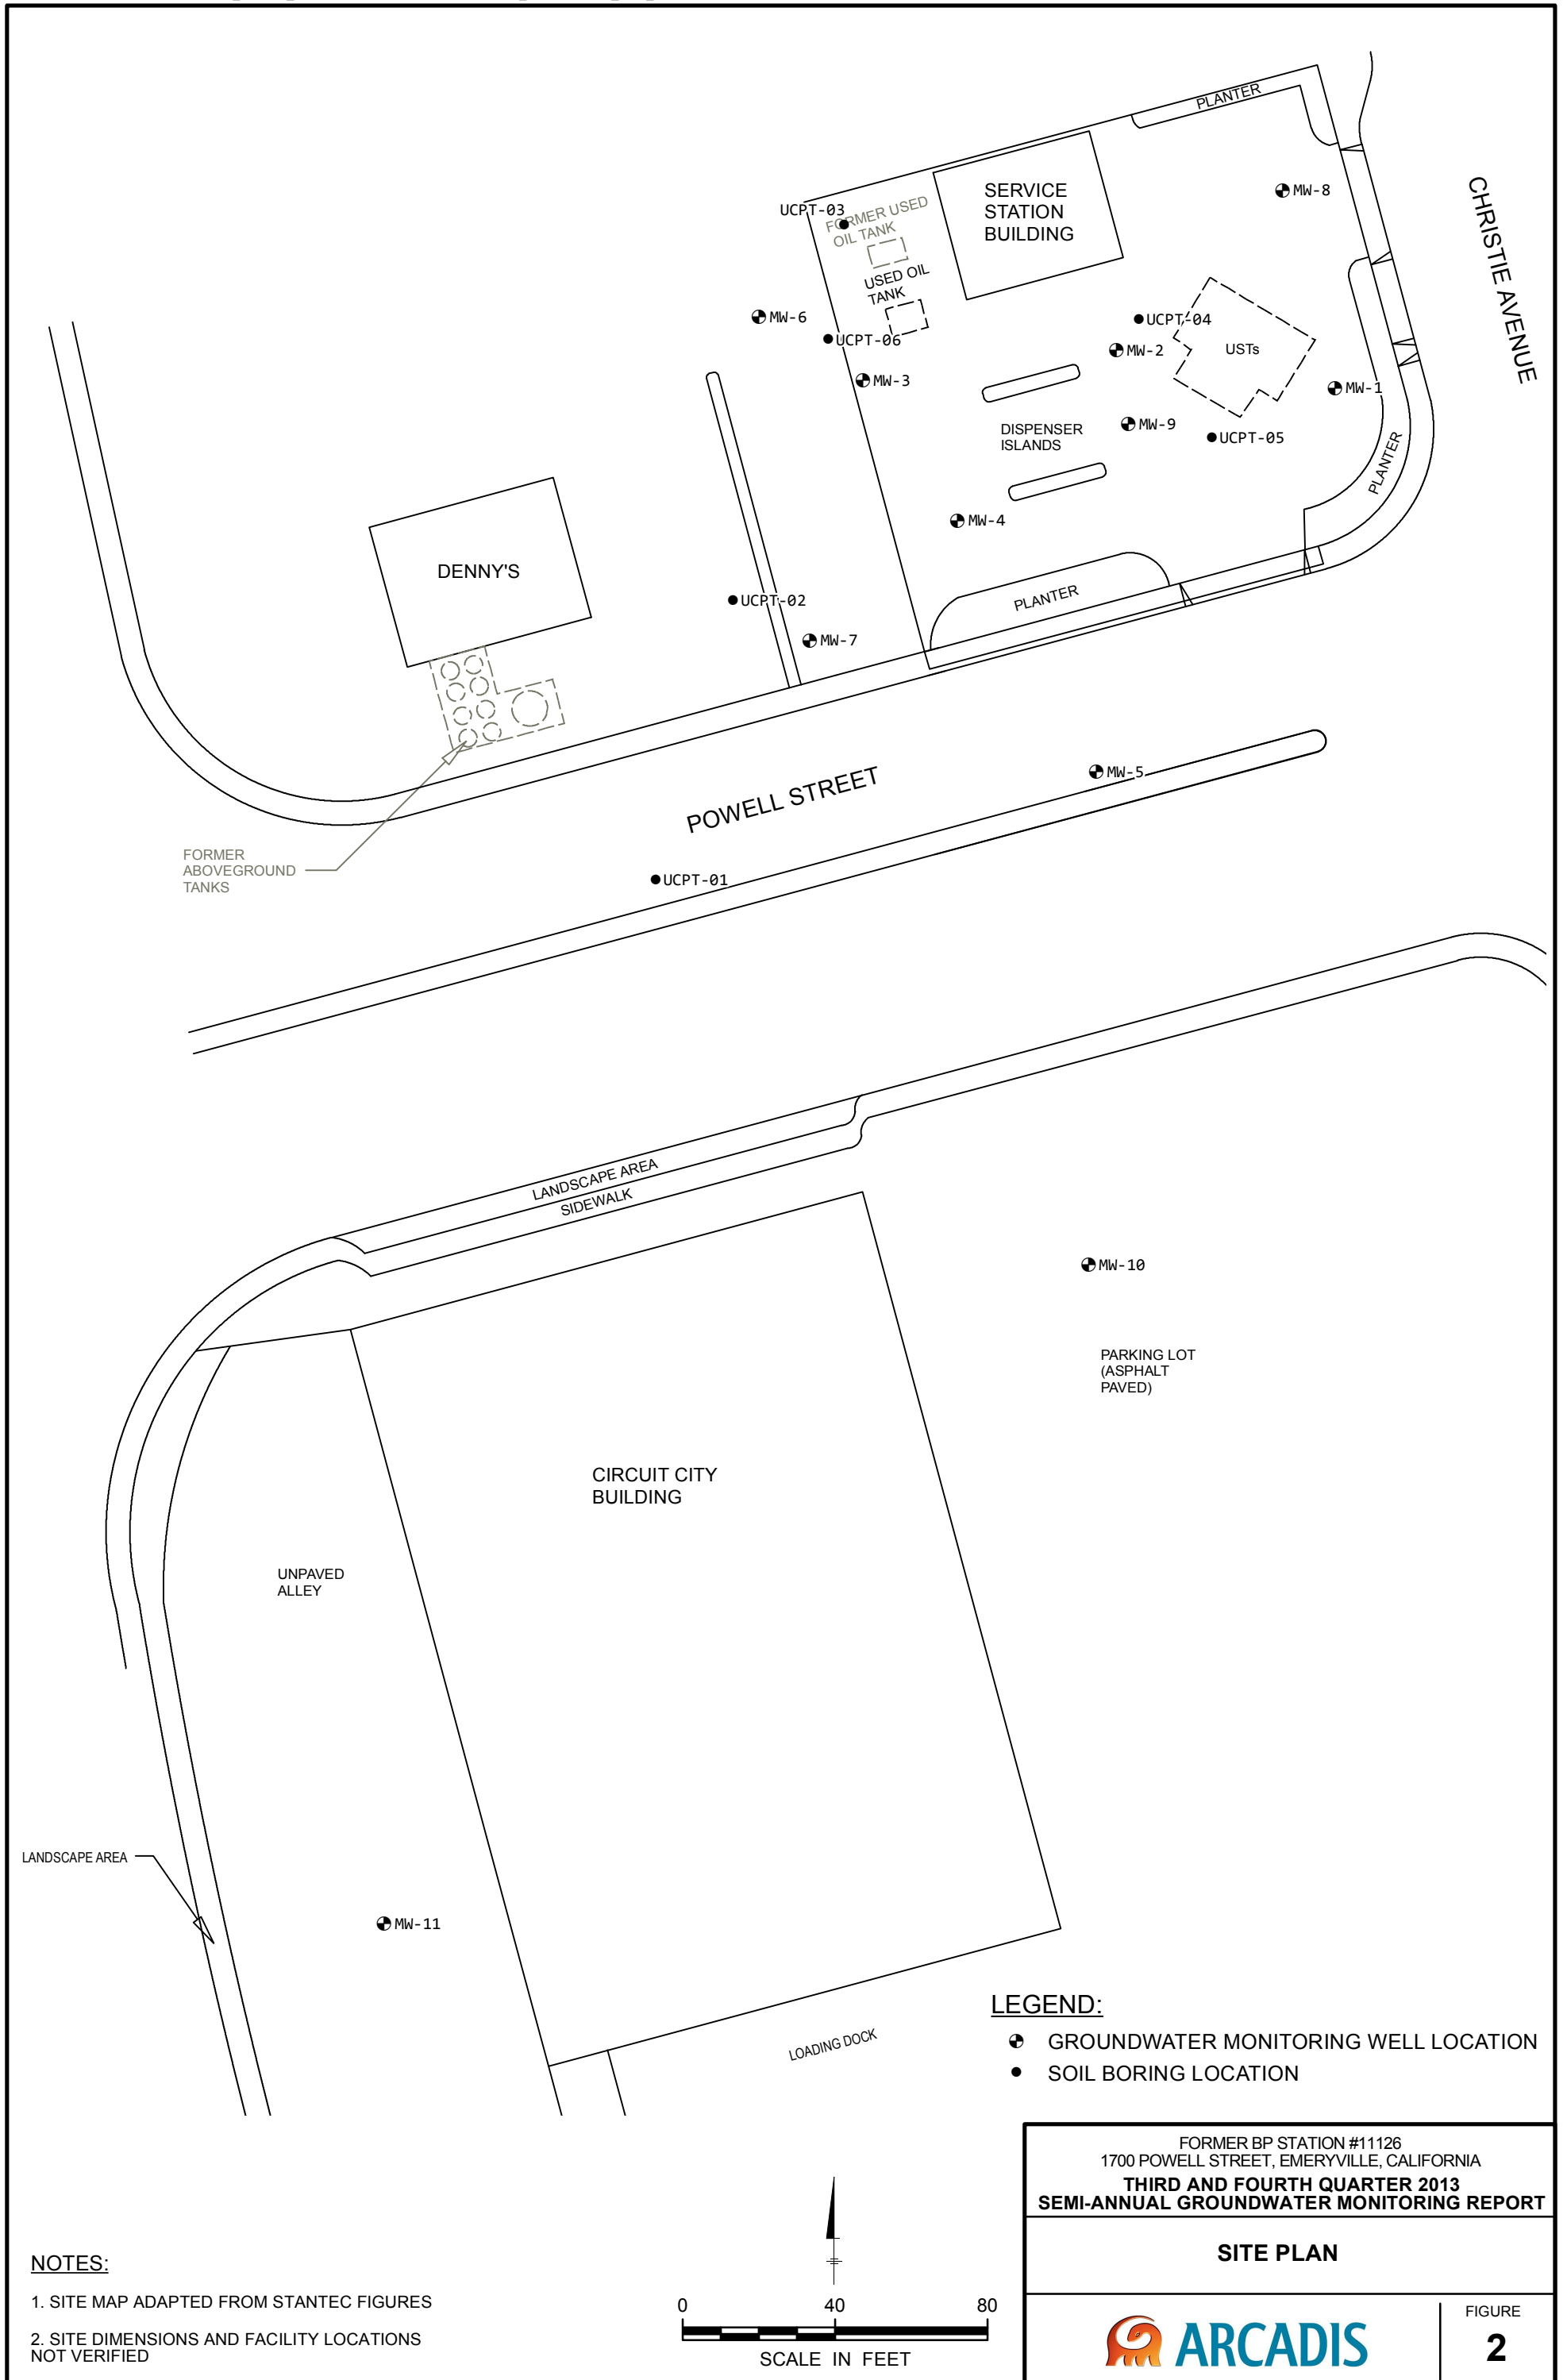 PLANTER
SERVICE
STATION
BUILDING
MW-8
CHRISTIE AVENUE
UCPT-03
FORMER USED
OIL TANK
USED OIL
TANK
MW-6
UCPT-06
UCPT-04
MW-2
USTs
MW-3
MW-1
DISPENSER
ISLANDS
MW-9
UCPT-05
PLANTER
MW-4
DENNY'S
UCPT-02
PLANTER
MW-7
MW-5
POWELL STREET
FORMER
ABOVEGROUND
TANKS
UCPT-01
LANDSCAPE AREA
SIDEWALK
MW-10
PARKING LOT
(ASPHALT
PAVED)
CIRCUIT CITY
BUILDING
UNPAVED
ALLEY
LANDSCAPE AREA
MW-11
LOADING DOCK
LEGEND:
GROUNDWATER MONITORING WELL LOCATION
SOIL BORING LOCATION
FORMER BP STATION #11126
1700 POWELL STREET, EMERYVILLE, CALIFORNIA
THIRD AND FOURTH QUARTER 2013
SEMI-ANNUAL GROUNDWATER MONITORING REPORT
SITE PLAN
NOTES:
1. SITE MAP ADAPTED FROM STANTEC FIGURES
2. SITE DIMENSIONS AND FACILITY LOCATIONS
NOT VERIFIED
0 40 80
SCALE IN FEET
ARCADIS
FIGURE
2